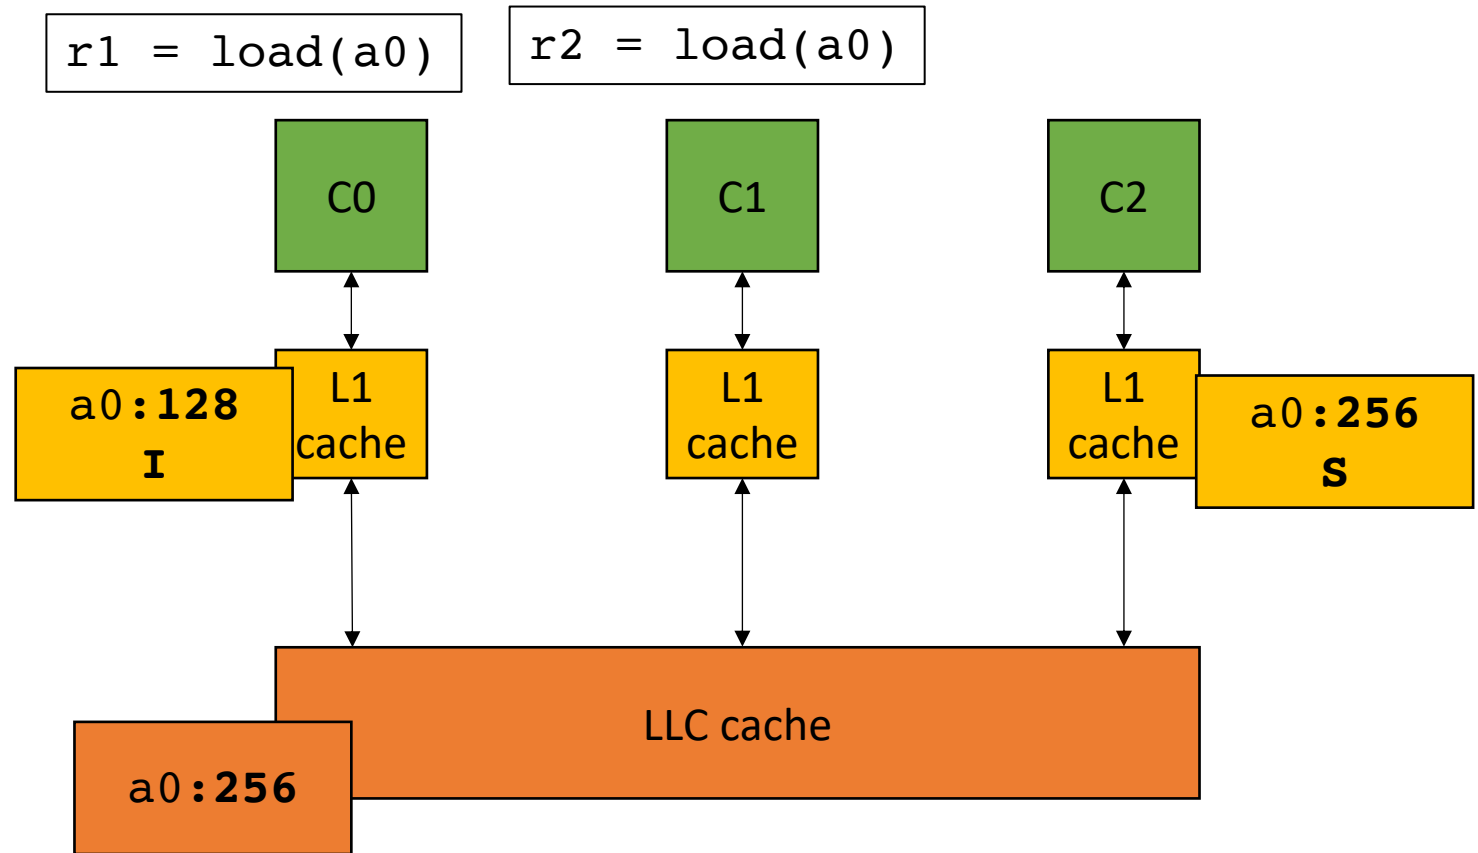 r1 = load(a0)
r2 = load(a0)
C0
C1
C2
a0:128
I
L1
cache
L1
cache
L1
cache
a0:256
S
LLC cache
a0:256